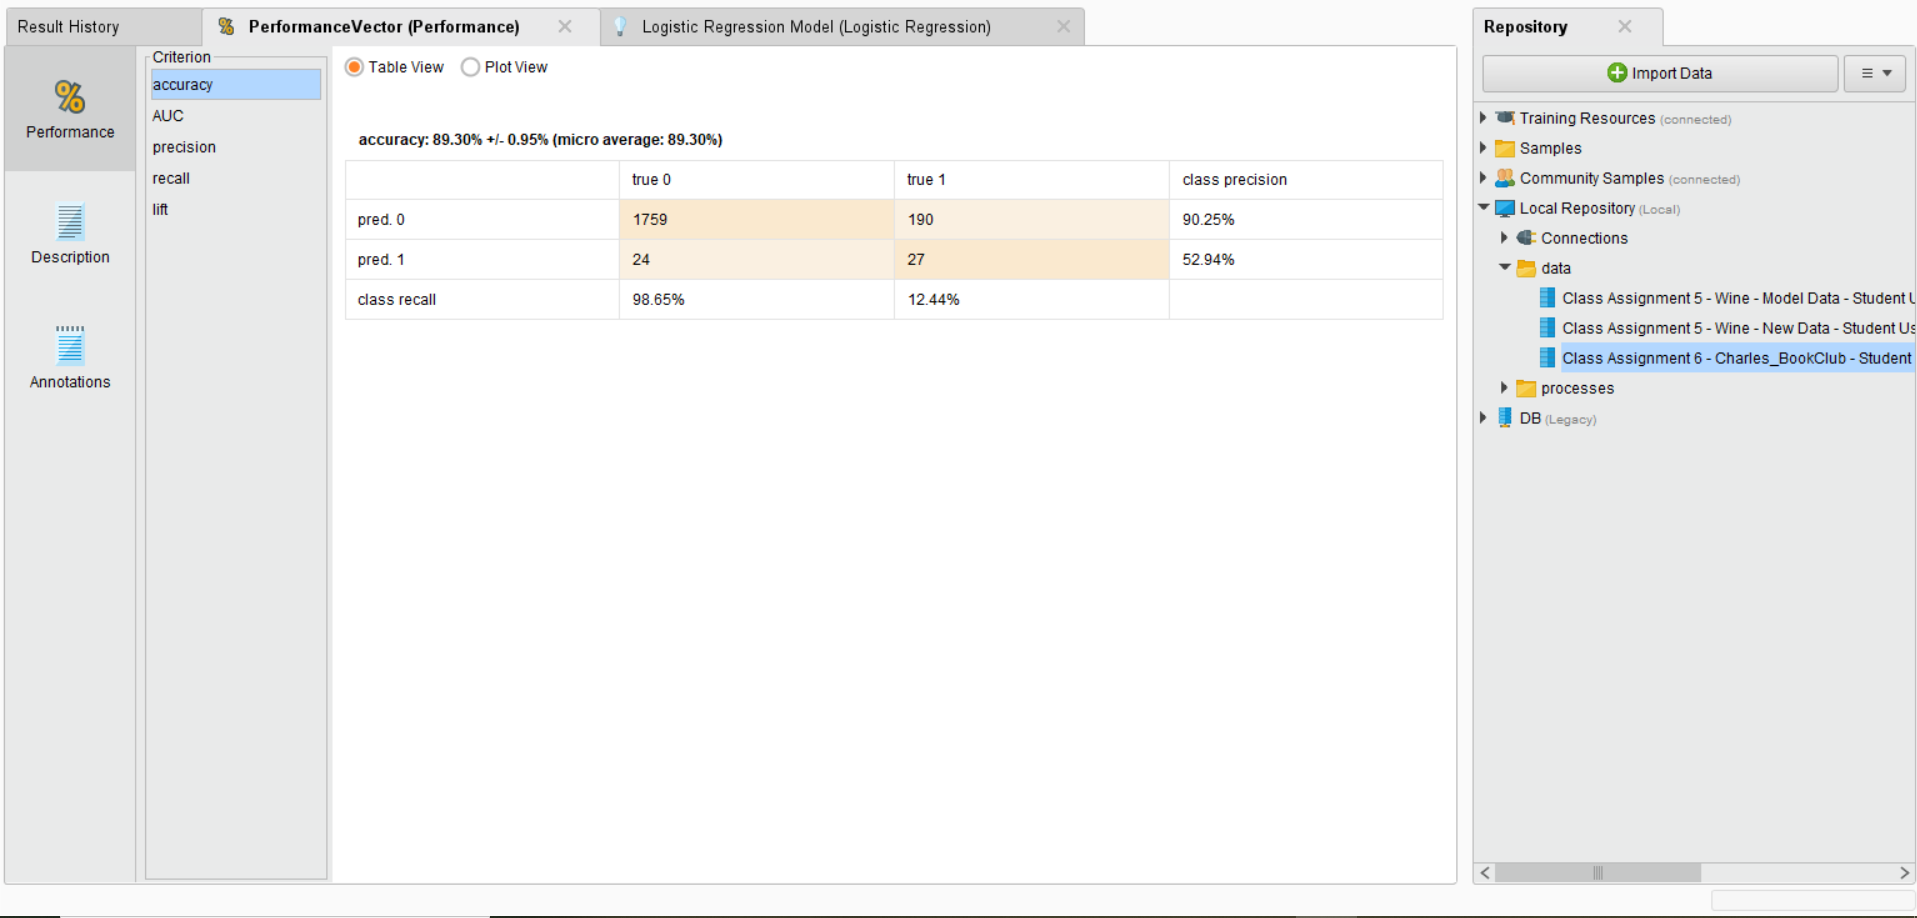 Result History
PerformanceVector (Performance)
Logistic Regression Model (Logistic Regression)
Performance
Description
Annotations
Criterion
accuracy
AUC
precision
recall
lift
Table View Plot View
accuracy: 89.30% +/- 0.95% (micro average: 89.30%)
true 0 true 1 class precision
pred. 0 1759 190 90.25%
pred. 1 24 27 52.94%
class recall 98.65% 12.44%
Repository
Import Data
Training Resources (connected)
Samples
Community Samples (connected)
Local Repository (Local)
Connections
data
Class Assignment 5 - Wine - Model Data - Student U
Class Assignment 5 - Wine - New Data - Student Us
Class Assignment 6 - Charles_BookClub - Student
processes
DB (Legacy)